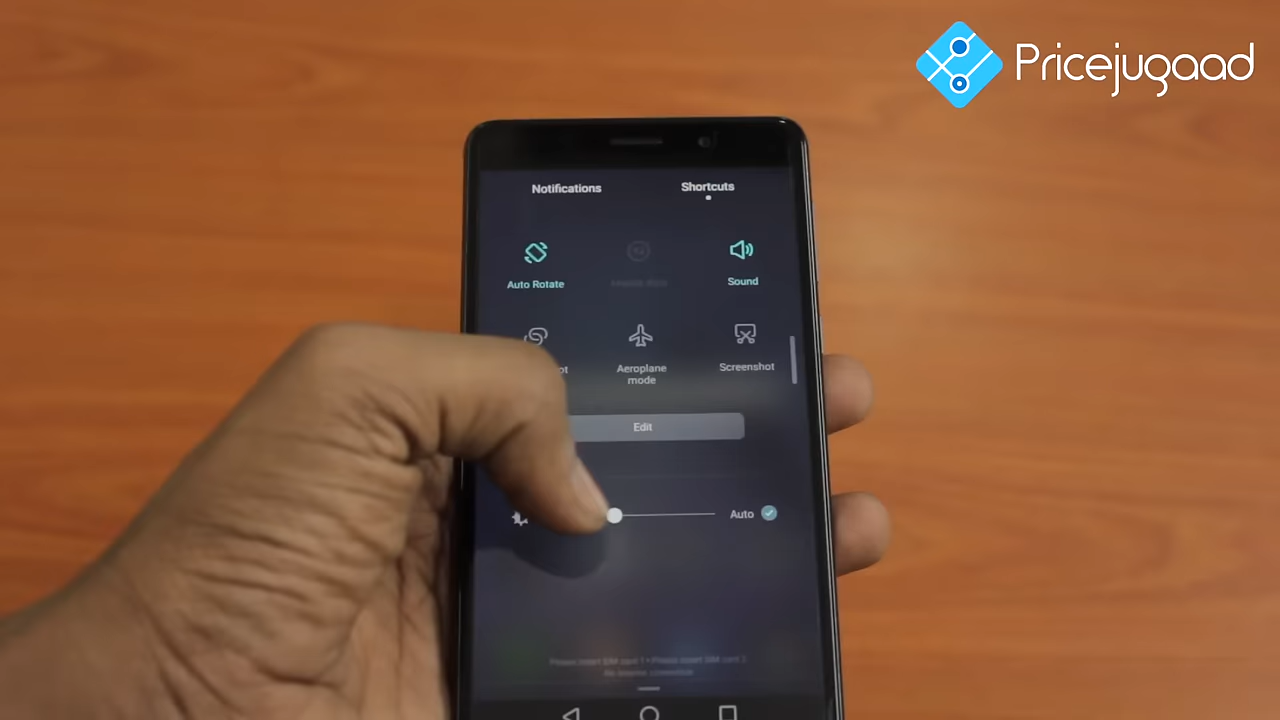 Pricejugaad
Notifications Shortcuts
Auto Rotate Sound
Aeroplane
mode
Screenshot
Edit
Auto